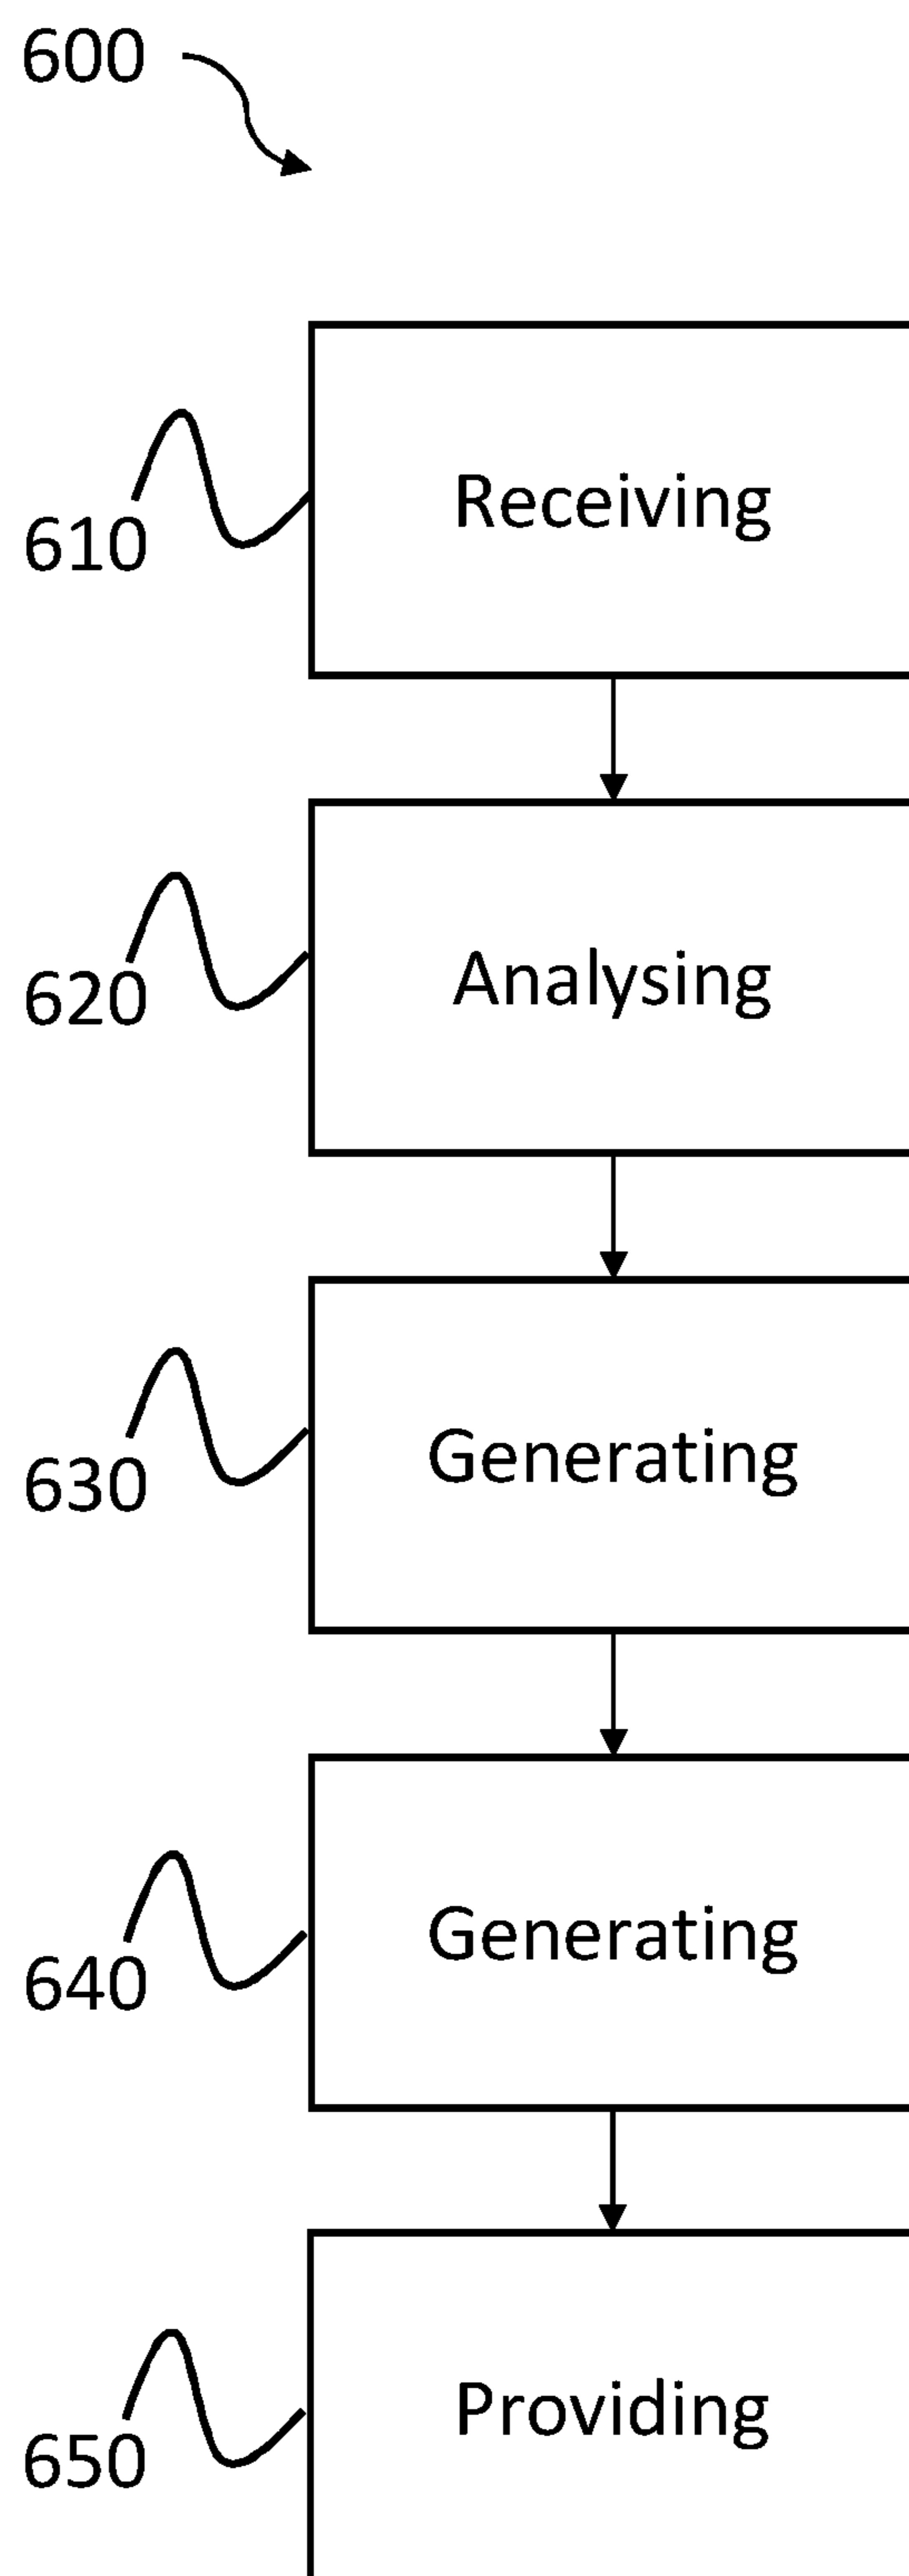 600
610
Receiving
620
Analysing
630
Generating
640
Generating
650
Providing